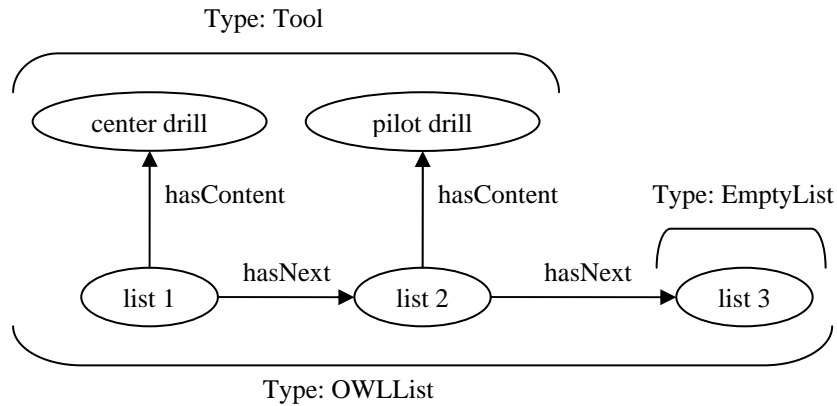 Type: Tool
center drill
pilot drill
hasContent
hasContent
Type: EmptyList
hasNext
hasNext
list 1
list 2
list 3
Type: OWLList